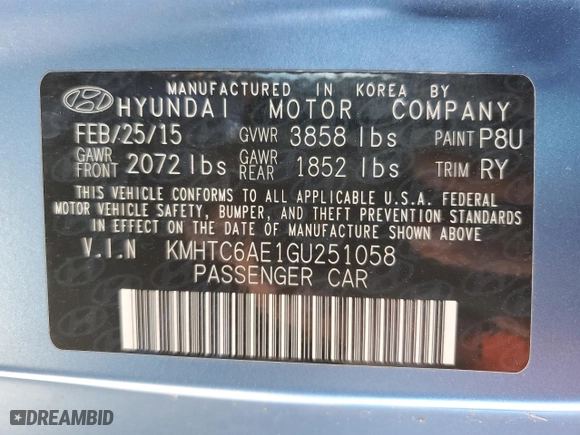 MANUFACTURED IN KOREA BY
HYUNDAI MOTOR COMPANY
FEB/25/15 GVWR 3858 lbs PAINT P8U
GAWR FRONT 2072 lbs GAWR REAR 1852 lbs TRIM RY
THIS VEHICLE CONFORMS TO ALL APPLICABLE U.S.A. FEDERAL
MOTOR VEHICLE SAFETY, BUMPER, AND THEFT PREVENTION STANDARDS
IN EFFECT ON THE DATE OF MANUFACTURE SHOWN ABOVE.
V.I.N KMHTC6AE1GU251058
PASSENGER CAR
DREAMBID